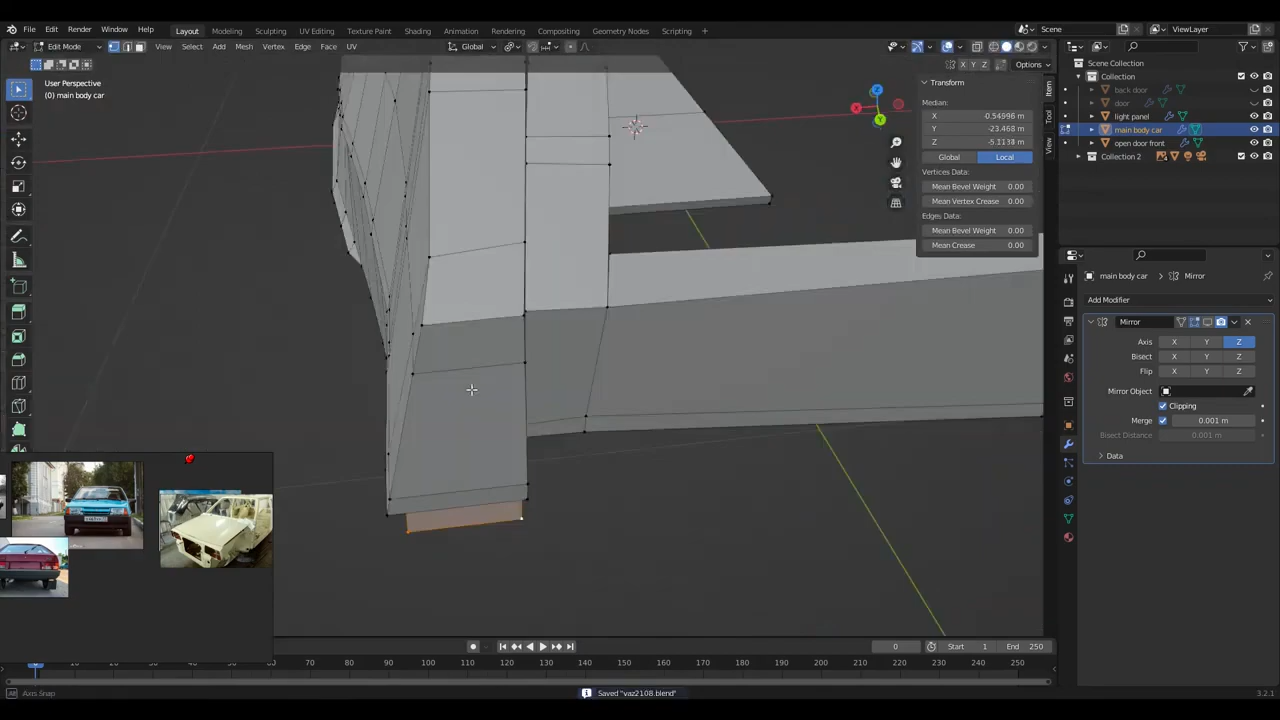 File Edit Render Window Help
Layout Modeling Sculpting UV Editing Texture Paint Shading Animation Rendering Compositing Geometry Nodes Scripting
Scene
ViewLayer
Edit Mode View Select Add Mesh Vertex Edge Face UV
Global
X Y Z
Options
User Perspective
(0) main body car
Z
X
Y
Transform
Median:
X -0.54998 m
Y -23.468 m
Z -5.1138 m
Global Local
Vertices Data:
Mean Bevel Weight 0.00
Mean Vertex Crease 0.00
Edges Data:
Mean Bevel Weight 0.00
Mean Crease 0.00
Item
Tool
View
Scene Collection
Collection
back door
door
light panel
main body car
open door front
Collection 2
main body car Mirror
Add Modifier
Mirror
Axis X Y Z
Bisect X Y Z
Flip X Y Z
Mirror Object
Clipping
Merge 0.001 m
Bisect Distance 0.001 m
Data
0 Start 1 End 250
70 80 90 100 110 120 130 140 150 160 170 180 190 200 210 220 230 240 250
Axis Snap
Saved "vaz2108.blend"
3.2.1